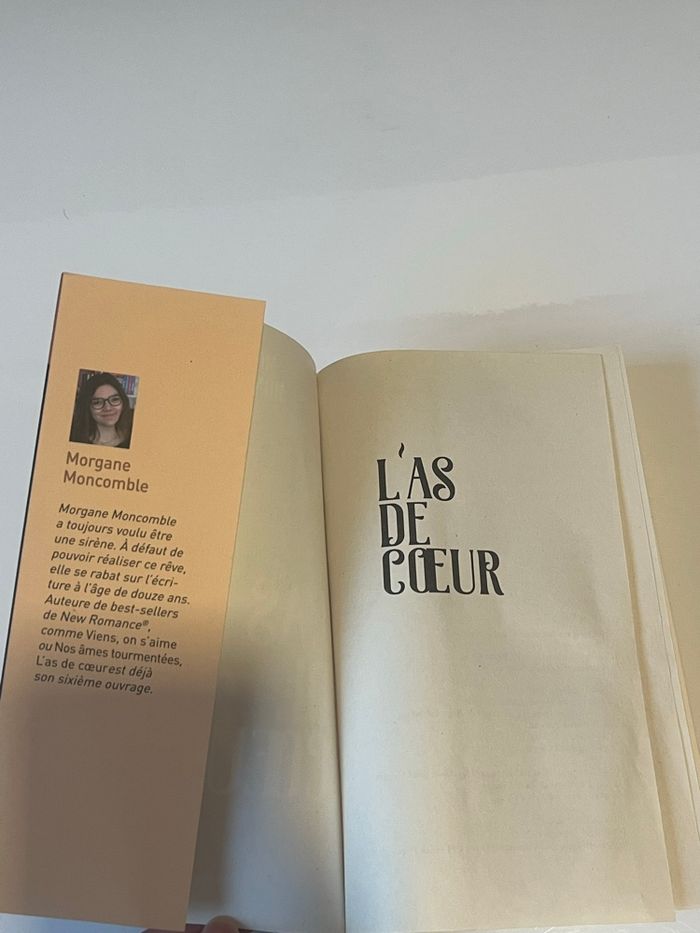 Morgane
Moncomble
Morgane Moncomble
a toujours voulu être
une sirène. À défaut de
pouvoir réaliser ce rêve,
elle se rabat sur l'écri-
ture à l'âge de douze ans.
Auteure de best-sellers
de New Romance®,
comme Viens, on s'aime
ou Nos âmes tourmentées,
L'as de cœurest déjà
son sixième ouvrage.
L'AS
DE
CŒUR